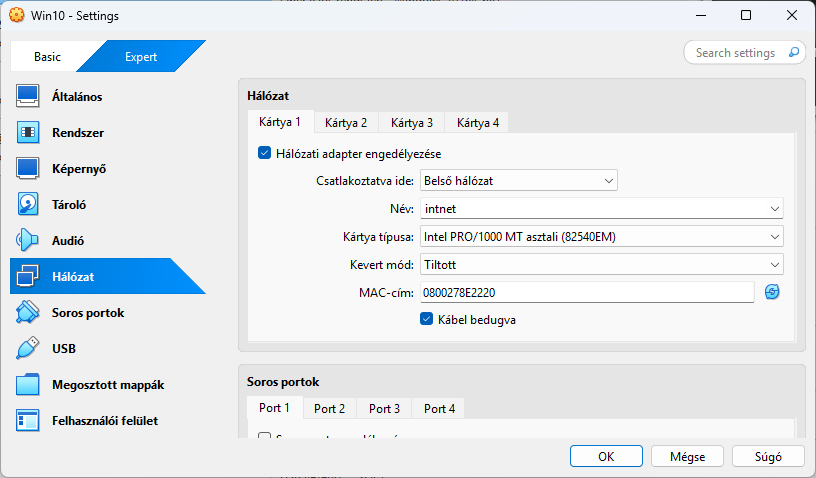 Win10 - Settings
Basic
Expert
Search settings
Általános
Rendszer
Képernyő
Tároló
Audió
Hálózat
Soros portok
USB
Megosztott mappák
Felhasználói felület
Hálózat
Kártya 1
Kártya 2
Kártya 3
Kártya 4
Hálózati adapter engedélyezése
Csatlakoztatva ide: Belső hálózat
Név: intnet
Kártya típusa: Intel PRO/1000 MT asztali (82540EM)
Kevert mód: Tiltott
MAC-cím: 0800278E2220
Kábel bedugva
Soros portok
Port 1
Port 2
Port 3
Port 4
OK
Mégse
Súgó